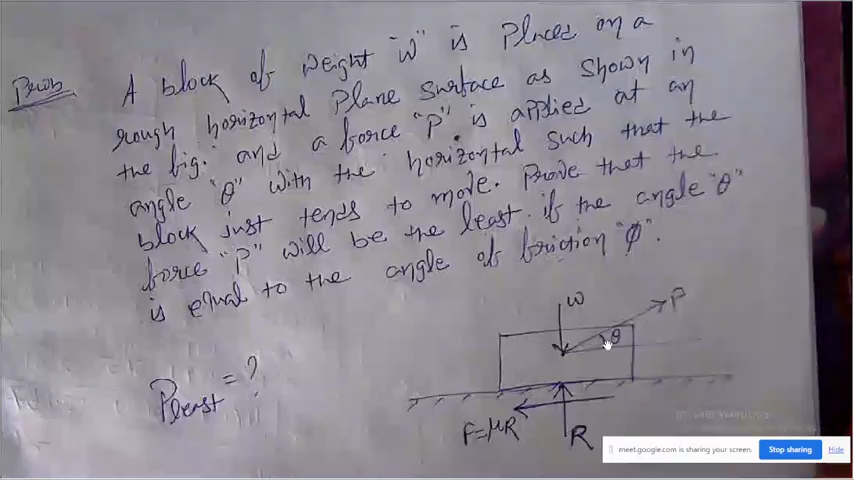 Prob A block of weight "W" is Placed on a
rough horizontal Plane surface as shown in
the fig. and a force "P" is applied at an
angle "θ" with the horizontal such that the
block just tends to move. Prove that the
force "P" will be the least if the angle "θ"
is equal to the angle of friction "Ø".
W
P
θ
Pleast = ?
F=μR
R
meet.google.com is sharing your screen. Stop sharing Hide